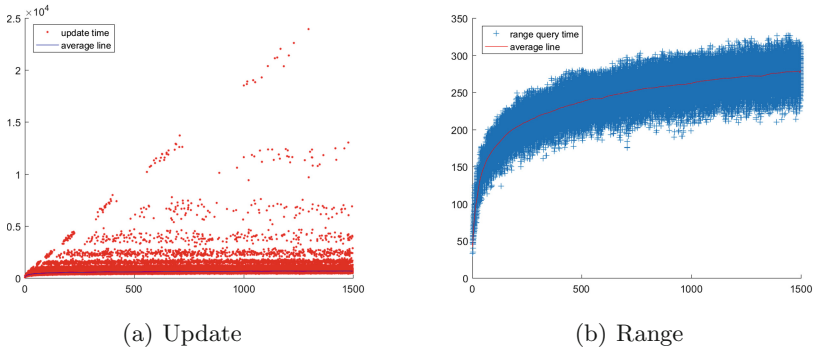 2.5 ×10⁴
update time
average line
2
1.5
1
0.5
0
0 500 1000 1500
(a) Update
350
range query time
average line
300
250
200
150
100
50
0
0 500 1000 1500
(b) Range